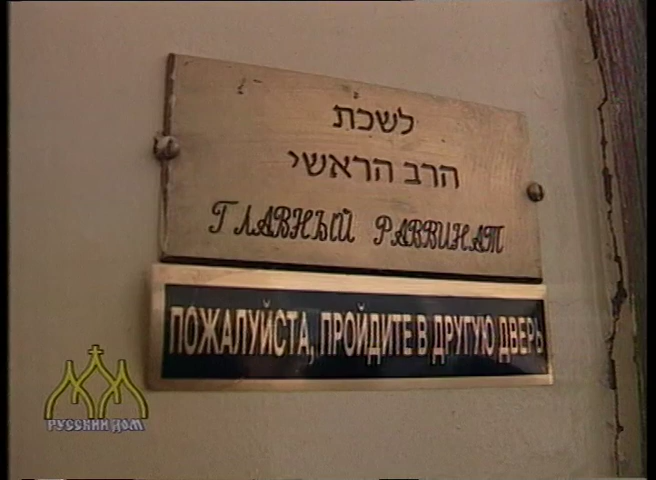 לשכת
הרב הראשי
ГЛАВНЫЙ РАВВИНАТ
ПОЖАЛУЙСТА, ПРОЙДИТЕ В ДРУГУЮ ДВЕРЬ
РУССКИЙ ДОМ